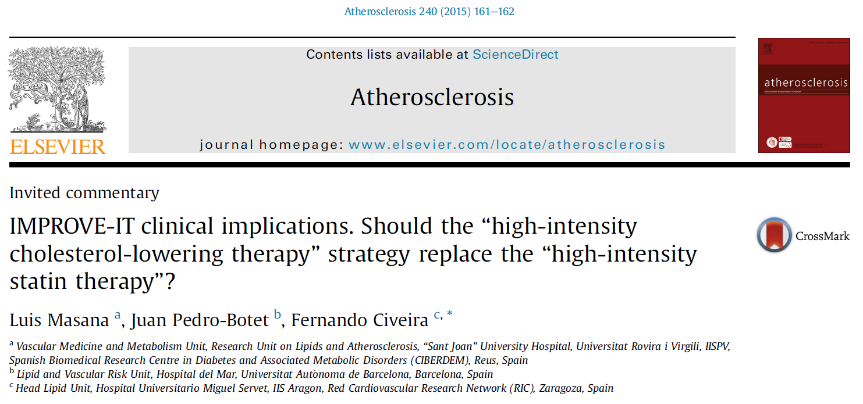 Atherosclerosis 240 (2015) 161–162
Contents lists available at ScienceDirect
Atherosclerosis
journal homepage: www.elsevier.com/locate/atherosclerosis
ELSEVIER
atherosclerosis
Invited commentary
IMPROVE-IT clinical implications. Should the “high-intensity
cholesterol-lowering therapy” strategy replace the “high-intensity
statin therapy”?
CrossMark
Luis Masana a, Juan Pedro-Botet b, Fernando Civeira c, *
a Vascular Medicine and Metabolism Unit, Research Unit on Lipids and Atherosclerosis, “Sant Joan” University Hospital, Universitat Rovira i Virgili, IISPV,
Spanish Biomedical Research Centre in Diabetes and Associated Metabolic Disorders (CIBERDEM), Reus, Spain
b Lipid and Vascular Risk Unit, Hospital del Mar, Universitat Autònoma de Barcelona, Barcelona, Spain
c Head Lipid Unit, Hospital Universitario Miguel Servet, IIS Aragon, Red Cardiovascular Research Network (RIC), Zaragoza, Spain